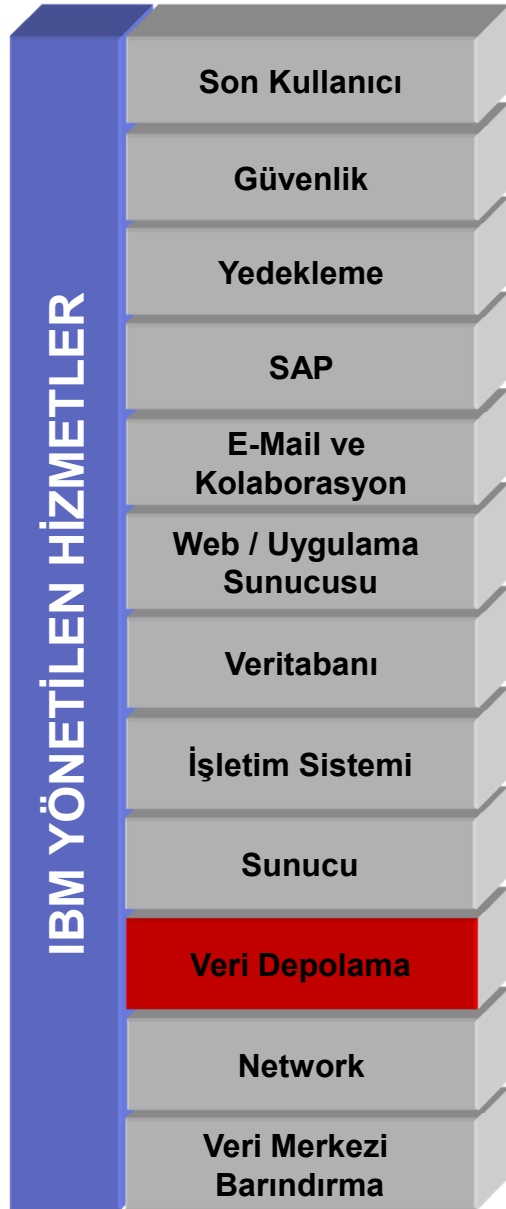 IBM YÖNETİLEN HİZMETLER
Son Kullanıcı
Güvenlik
Yedekleme
SAP
E-Mail ve
Kolaborasyon
Web / Uygulama
Sunucusu
Veritabanı
İşletim Sistemi
Sunucu
Veri Depolama
Network
Veri Merkezi
Barındırma